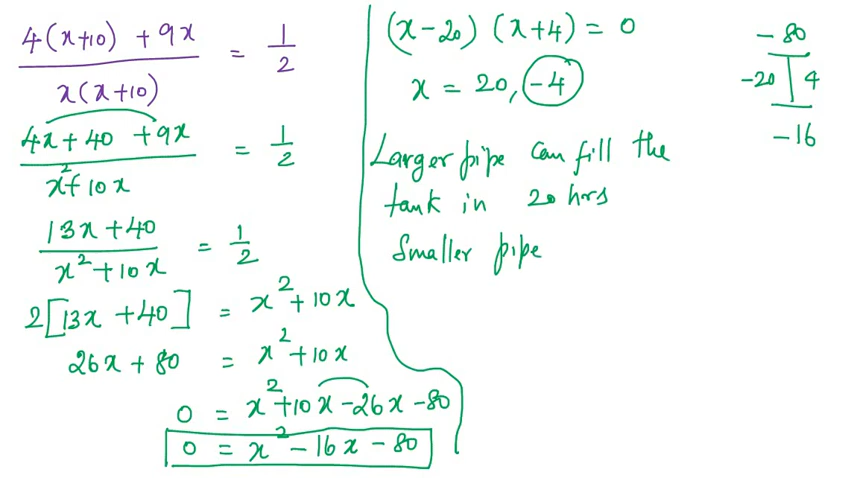 4(x+10) + 9x / x(x+10) = 1/2
4x + 40 + 9x / x² + 10x = 1/2
13x + 40 / x² + 10x = 1/2
2[13x + 40] = x² + 10x
26x + 80 = x² + 10x
0 = x² + 10x - 26x - 80
0 = x² - 16x - 80
(x-20) (x+4) = 0
x = 20, -4
Larger pipe can fill the
tank in 20 hrs
Smaller pipe
-80
-20 | 4
-16